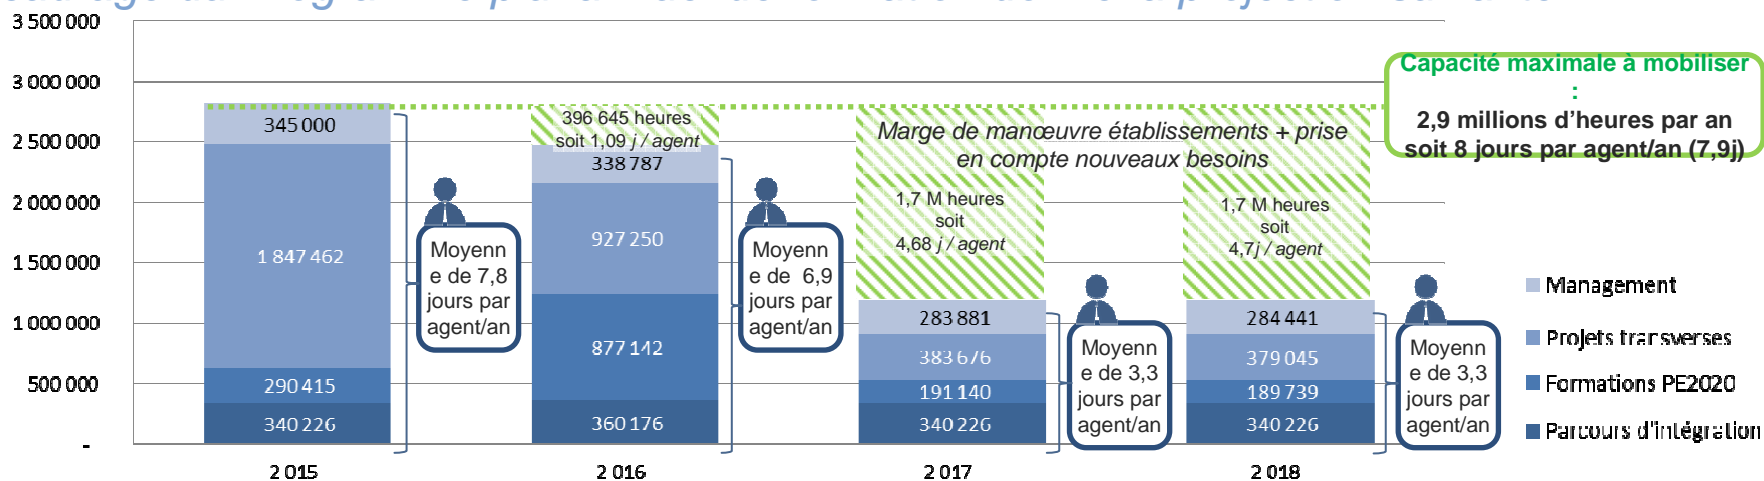 3 500 000
3 000 000
2 500 000
2 000 000
1 500 000
1 000 000
500 000
-
345 000
1 847 462
290 415
340 226
2 015
Moyenn
e de 7,8
jours par
agent/an
396 645 heures
soit 1,09 j / agent
338 787
927 250
877 142
360 176
2 016
Moyenn
e de 6,9
jours par
agent/an
Marge de manœuvre établissements + prise
en compte nouveaux besoins
1,7 M heures
soit
4,68 j / agent
283 881
383 676
191 140
340 226
2 017
Moyenn
e de 3,3
jours par
agent/an
1,7 M heures
soit
4,7 j / agent
284 441
379 045
189 739
340 226
2 018
Moyenn
e de 3,3
jours par
agent/an
Capacité maximale à mobiliser
:
2,9 millions d’heures par an
soit 8 jours par agent/an (7,9j)
Management
Projets transverses
Formations PE2020
Parcours d'intégration